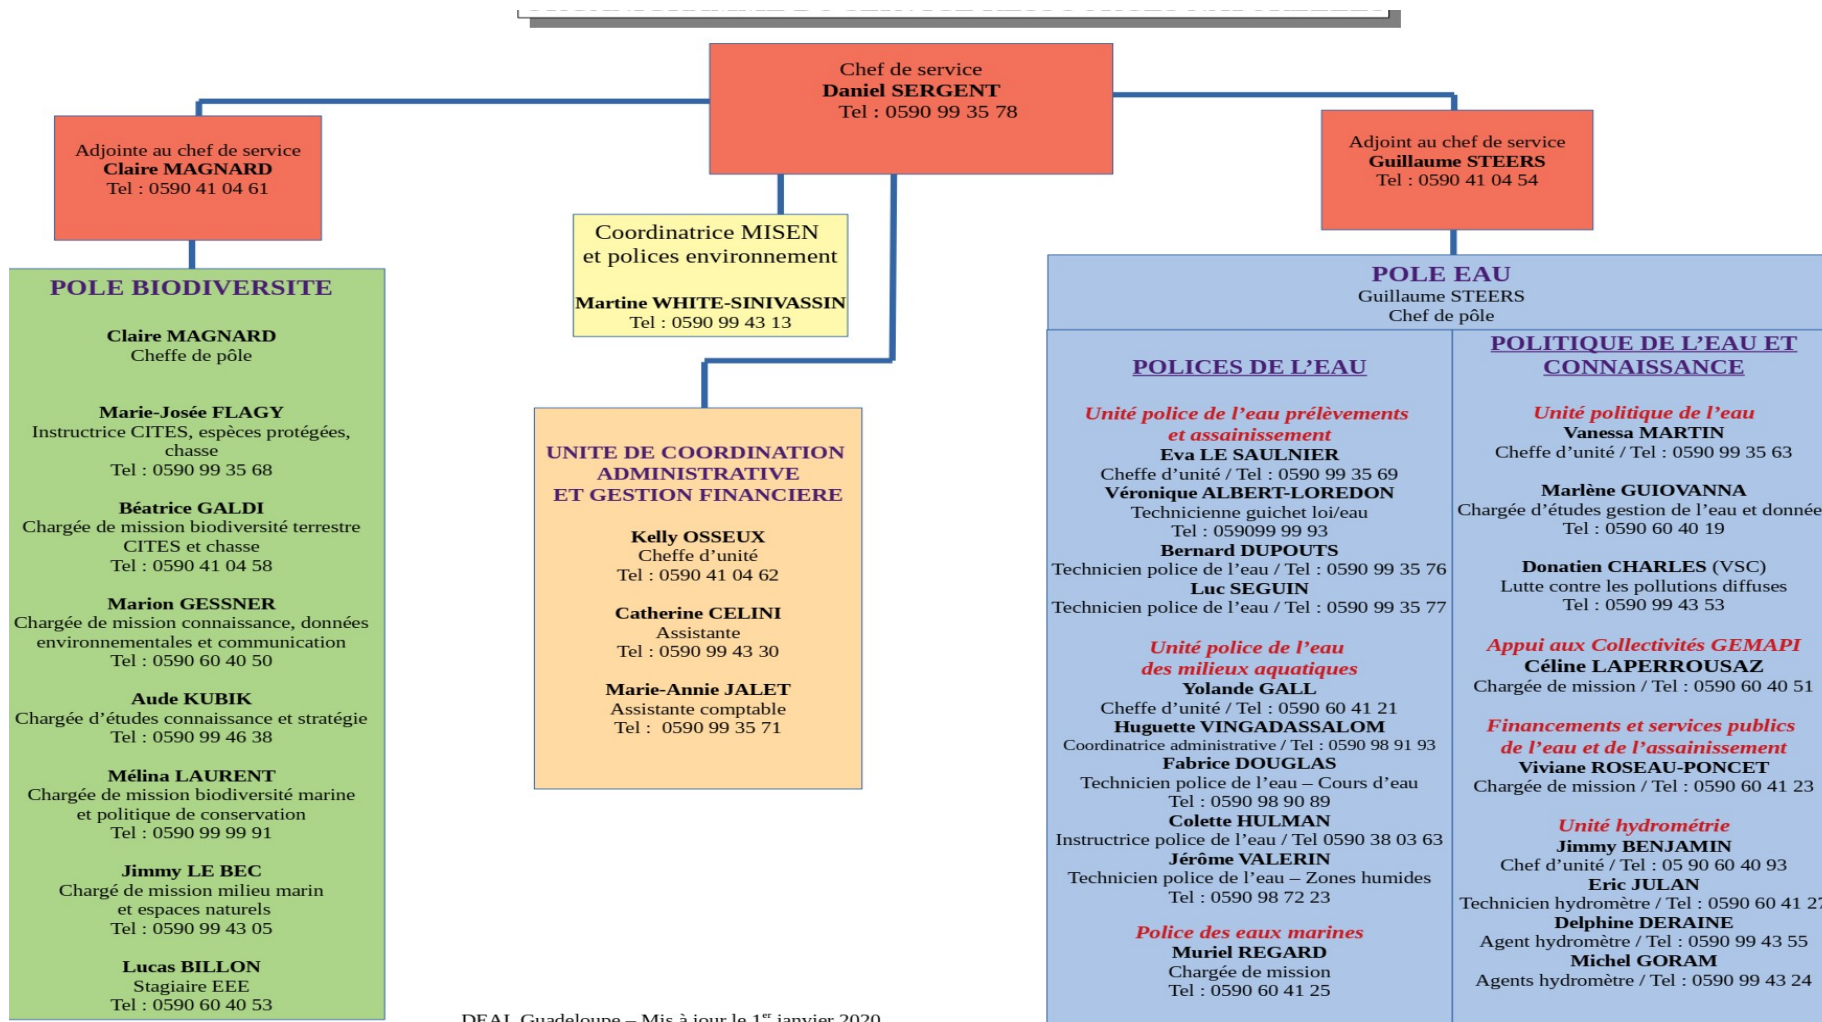 Chef de service
Daniel SERGENT
Tel : 0590 99 35 78
Adjointe au chef de service
Claire MAGNARD
Tel : 0590 41 04 61
Adjoint au chef de service
Guillaume STEERS
Tel : 0590 41 04 54
Coordinatrice MISEN
et polices environnement
Martine WHITE-SINIVASSIN
Tel : 0590 99 43 13
POLE BIODIVERSITE
Claire MAGNARD
Cheffe de pôle
Marie-Josée FLAGY
Instructrice CITES, espèces protégées,
chasse
Tel : 0590 99 35 68
Béatrice GALDI
Chargée de mission biodiversité terrestre
CITES et chasse
Tel : 0590 41 04 58
Marion GESSNER
Chargée de mission connaissance, données
environnementales et communication
Tel : 0590 60 40 50
Aude KUBIK
Chargée d’études connaissance et stratégie
Tel : 0590 99 46 38
Mélina LAURENT
Chargée de mission biodiversité marine
et politique de conservation
Tel : 0590 99 99 91
Jimmy LE BEC
Chargé de mission milieu marin
et espaces naturels
Tel : 0590 99 43 05
Lucas BILLON
Stagiaire EEE
Tel : 0590 60 40 53
UNITE DE COORDINATION
ADMINISTRATIVE
ET GESTION FINANCIERE
Kelly OSSEUX
Cheffe d’unité
Tel : 0590 41 04 62
Catherine CELINI
Assistante
Tel : 0590 99 43 30
Marie-Annie JALET
Assistante comptable
Tel : 0590 99 35 71
POLE EAU
Guillaume STEERS
Chef de pôle
POLICES DE L’EAU
Unité police de l’eau prélèvements
et assainissement
Eva LE SAULNIER
Cheffe d’unité / Tel : 0590 99 35 69
Véronique ALBERT-LOREDON
Technicienne guichet loi/eau
Tel : 059099 99 93
Bernard DUPOUTS
Technicien police de l’eau / Tel : 0590 99 35 76
Luc SEGUIN
Technicien police de l’eau / Tel : 0590 99 35 77
Unité police de l’eau
des milieux aquatiques
Yolande GALL
Cheffe d’unité / Tel : 0590 60 41 21
Huguette VINGADASSALOM
Coordinatrice administrative / Tel : 0590 98 91 93
Fabrice DOUGLAS
Technicien police de l’eau – Cours d’eau
Tel : 0590 98 90 89
Colette HULMAN
Instructrice police de l’eau / Tel 0590 38 03 63
Jérôme VALERIN
Technicien police de l’eau – Zones humides
Tel : 0590 98 72 23
Police des eaux marines
Muriel REGARD
Chargée de mission
Tel : 0590 60 41 25
POLITIQUE DE L’EAU ET
CONNAISSANCE
Unité politique de l’eau
Vanessa MARTIN
Cheffe d’unité / Tel : 0590 99 35 63
Marlène GUIOVANNA
Chargée d’études gestion de l’eau et donnée
Tel : 0590 60 40 19
Donatien CHARLES (VSC)
Lutte contre les pollutions diffuses
Tel : 0590 99 43 53
Appui aux Collectivités GEMAPI
Céline LAPERROUSAZ
Chargée de mission / Tel : 0590 60 40 51
Financements et services publics
de l’eau et de l’assainissement
Viviane ROSEAU-PONCET
Chargée de mission / Tel : 0590 60 41 23
Unité hydrométrie
Jimmy BENJAMIN
Chef d’unité / Tel : 05 90 60 40 93
Eric JULAN
Technicien hydromètre / Tel : 0590 60 41 27
Delphine DERAINE
Agent hydromètre / Tel : 0590 99 43 55
Michel GORAM
Agents hydromètre / Tel : 0590 99 43 24
DEAL Guadeloupe – Mis à jour le 1er janvier 2020